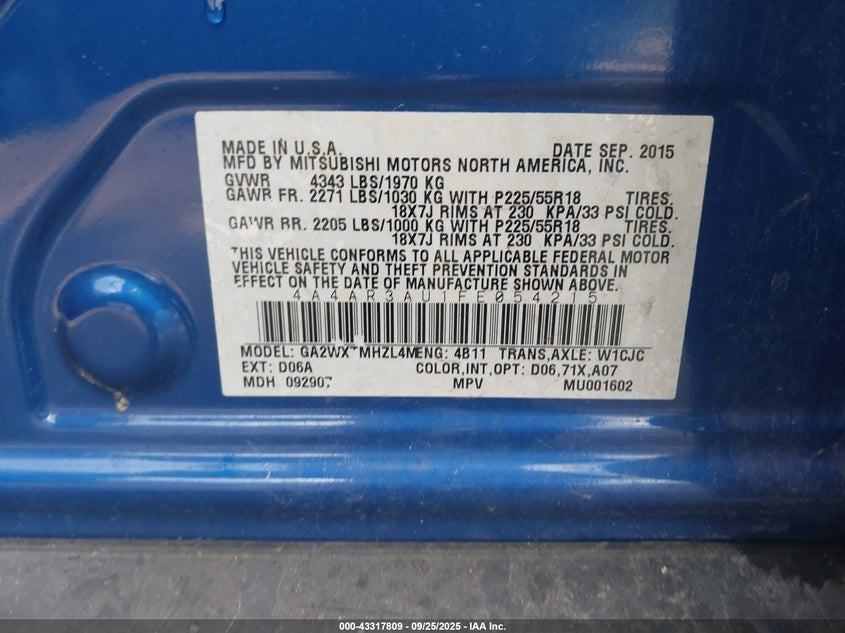 MADE IN U.S.A. DATE SEP. 2015
MFD BY MITSUBISHI MOTORS NORTH AMERICA, INC.
GVWR 4343 LBS/1970 KG
GAWR FR. 2271 LBS/1030 KG WITH P225/55R18 TIRES,
18X7J RIMS AT 230 KPA/33 PSI COLD.
GAWR RR. 2205 LBS/1000 KG WITH P225/55R18 TIRES,
18X7J RIMS AT 230 KPA/33 PSI COLD.
THIS VEHICLE CONFORMS TO ALL APPLICABLE FEDERAL MOTOR
VEHICLE SAFETY AND THEFT PREVENTION STANDARDS IN
EFFECT ON THE DATE OF MANUFACTURE SHOWN ABOVE.
4A4AR3AU1FE054215
MODEL: GA2WX MHZL4M ENG: 4B11 TRANS,AXLE: W1CJC
EXT: D06A COLOR,INT,OPT: D06,71X,A07
MDH 092907 MPV MU001602
000-43317809 - 09/25/2025 - IAA Inc.